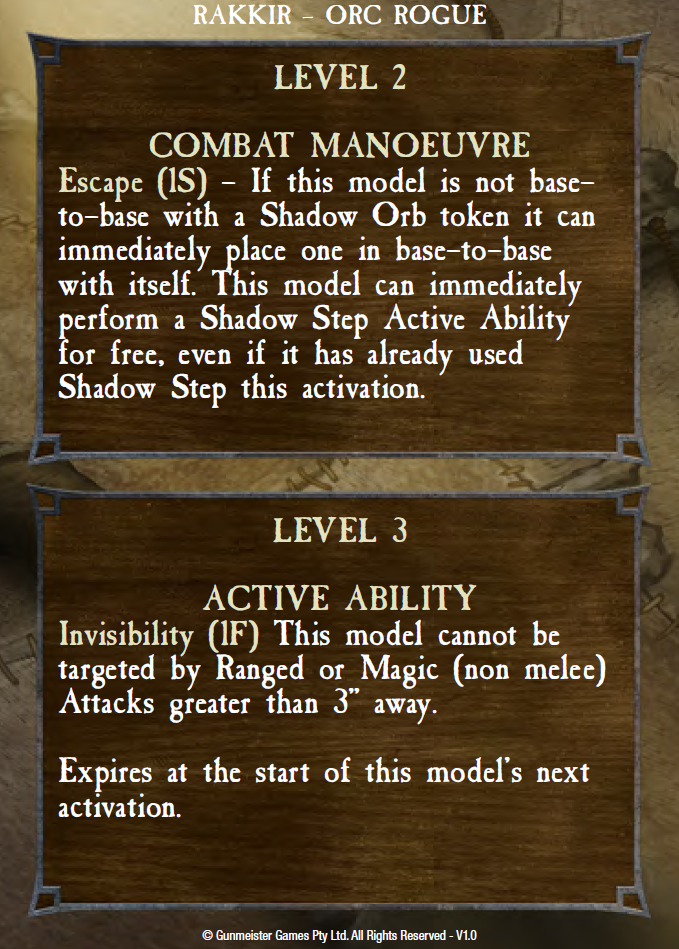 RAKKIR – ORC ROGUE
LEVEL 2
COMBAT MANOEUVRE
Escape (1S) – If this model is not base–
to–base with a Shadow Orb token it can
immediately place one in base–to–base
with itself. This model can immediately
perform a Shadow Step Active Ability
for free, even if it has already used
Shadow Step this activation.
LEVEL 3
ACTIVE ABILITY
Invisibility (1F) This model cannot be
targeted by Ranged or Magic (non melee)
Attacks greater than 3” away.
Expires at the start of this model’s next
activation.
© Gunmeister Games Pty Ltd. All Rights Reserved - V1.0